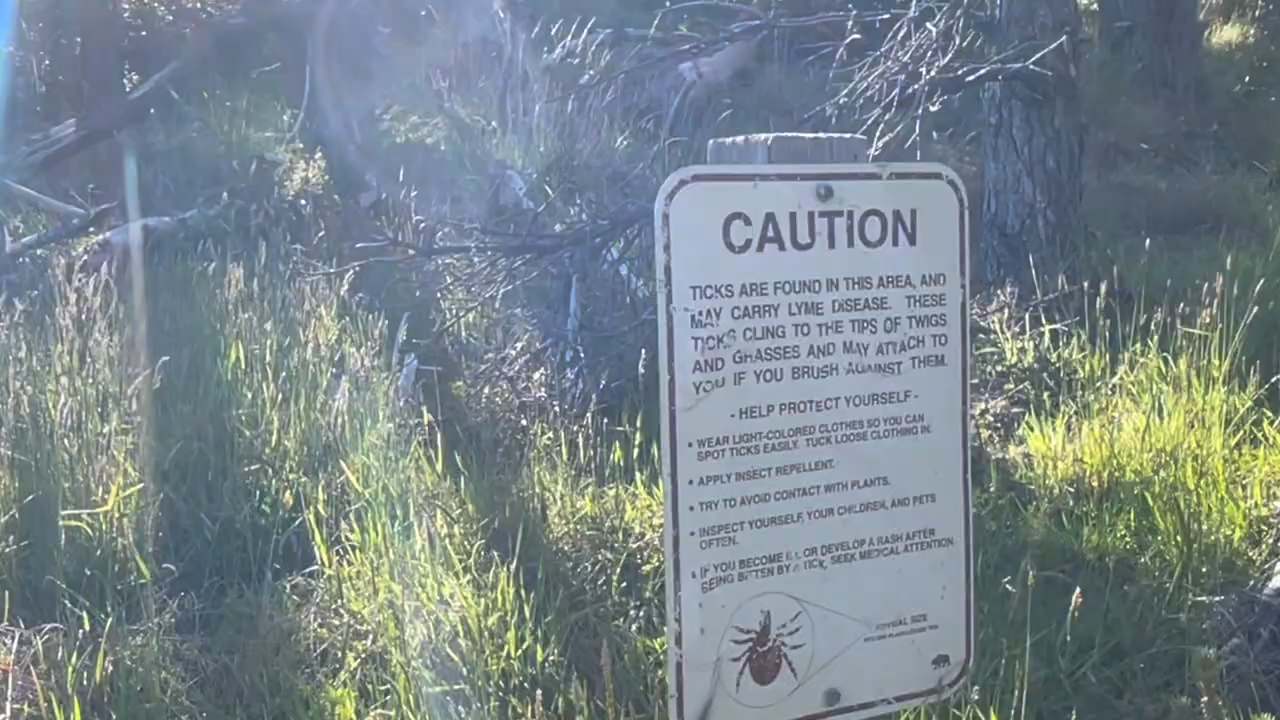 CAUTION
TICKS ARE FOUND IN THIS AREA, AND
MAY CARRY LYME DISEASE. THESE
TICKS CLING TO THE TIPS OF TWIGS
AND GRASSES AND MAY ATTACH TO
YOU IF YOU BRUSH AGAINST THEM.
- HELP PROTECT YOURSELF -
• WEAR LIGHT-COLORED CLOTHES SO YOU CAN
SPOT TICKS EASILY. TUCK LOOSE CLOTHING IN.
• APPLY INSECT REPELLENT.
• TRY TO AVOID CONTACT WITH PLANTS.
• INSPECT YOURSELF, YOUR CHILDREN, AND PETS
OFTEN.
• IF YOU BECOME ILL OR DEVELOP A RASH AFTER
BEING BITTEN BY A TICK, SEEK MEDICAL ATTENTION.
SIZE